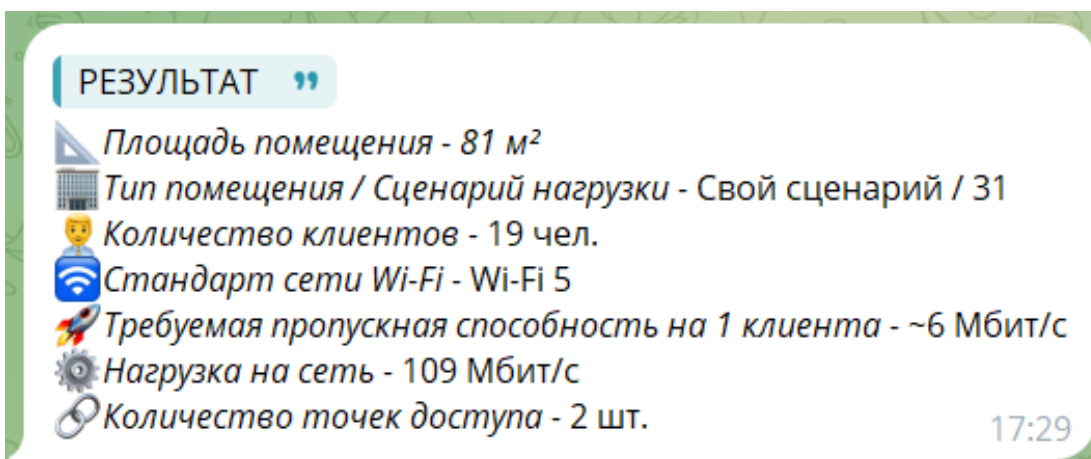 РЕЗУЛЬТАТ
Площадь помещения - 81 м²
Тип помещения / Сценарий нагрузки - Свой сценарий / 31
Количество клиентов - 19 чел.
Стандарт сети Wi-Fi - Wi-Fi 5
Требуемая пропускная способность на 1 клиента - ~6 Мбит/с
Нагрузка на сеть - 109 Мбит/с
Количество точек доступа - 2 шт.
17:29